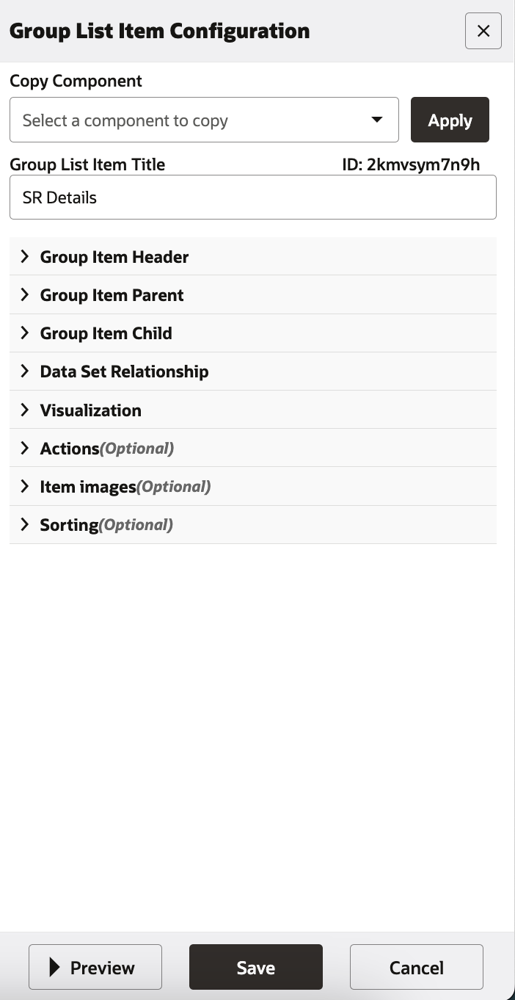 Group List Item Configuration
Copy Component
Select a component to copy
Apply
Group List Item Title ID: 2kmvsym7n9h
SR Details
Group Item Header
Group Item Parent
Group Item Child
Data Set Relationship
Visualization
Actions(Optional)
Item images(Optional)
Sorting(Optional)
Preview Save Cancel